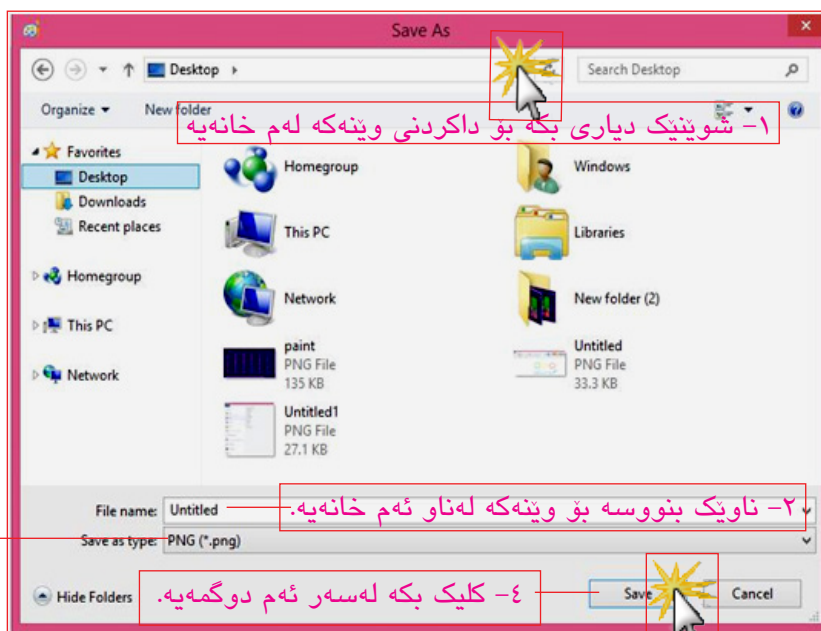 Save As
Desktop
Search Desktop
Organize
New folder
١- شوێنێک دیاری بکە بۆ داکردنی وێنەکە لەم خانەیە
Favorites
Desktop
Downloads
Recent places
Homegroup
This PC
Network
Homegroup
Windows
This PC
Libraries
Network
New folder (2)
paint
PNG File
135 KB
Untitled
PNG File
33.3 KB
Untitled1
PNG File
27.1 KB
File name: Untitled
٢- ناوێک بنووسە بۆ وێنەکە لەناو ئەم خانەیە.
Save as type: PNG (*.png)
٤- کلیک بکە لەسەر ئەم دوگمەیە.
Hide Folders
Save
Cancel